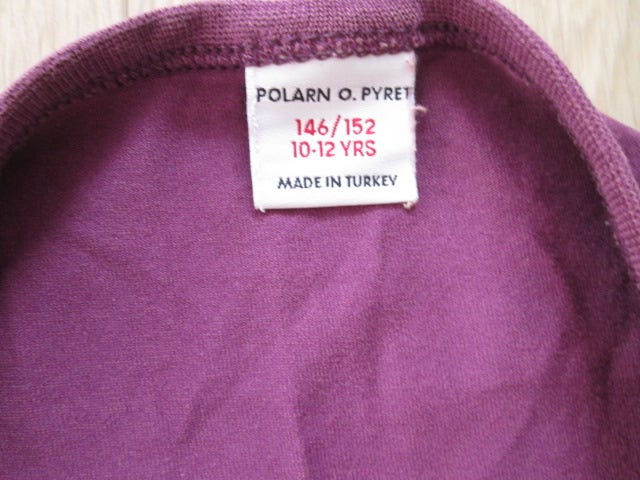 POLARN O. PYRET
146/152
10-12 YRS
MADE IN TURKEY